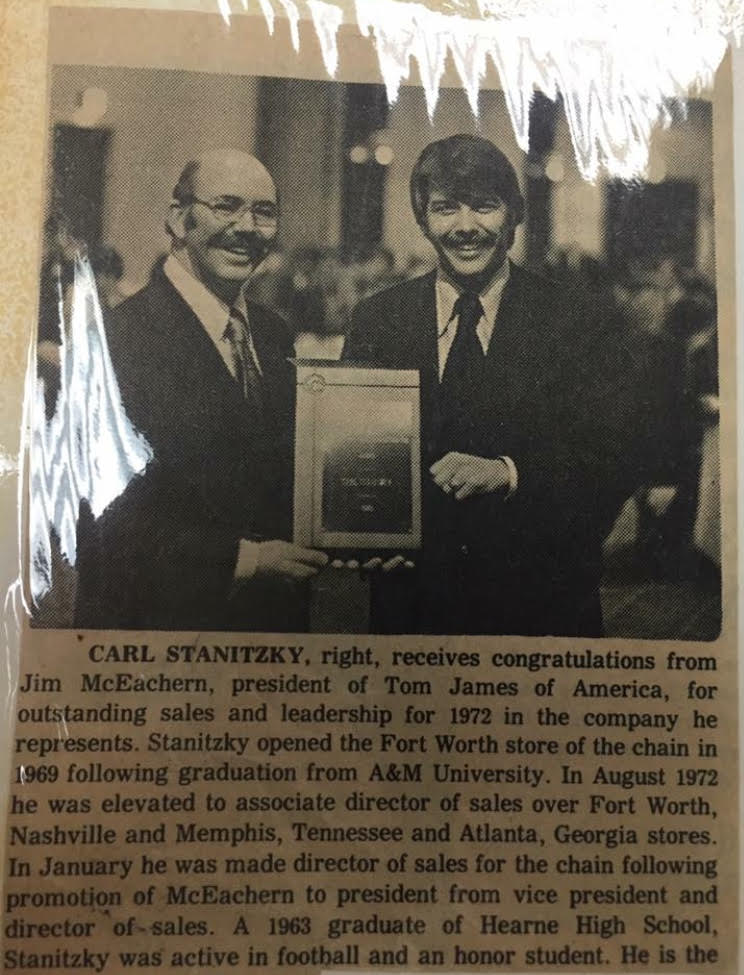 CARL STANITZKY, right, receives congratulations from
Jim McEachern, president of Tom James of America, for
outstanding sales and leadership for 1972 in the company he
represents. Stanitzky opened the Fort Worth store of the chain in
1969 following graduation from A&M University. In August 1972
he was elevated to associate director of sales over Fort Worth,
Nashville and Memphis, Tennessee and Atlanta, Georgia stores.
In January he was made director of sales for the chain following
promotion of McEachern to president from vice president and
director of sales. A 1963 graduate of Hearne High School,
Stanitzky was active in football and an honor student. He is the